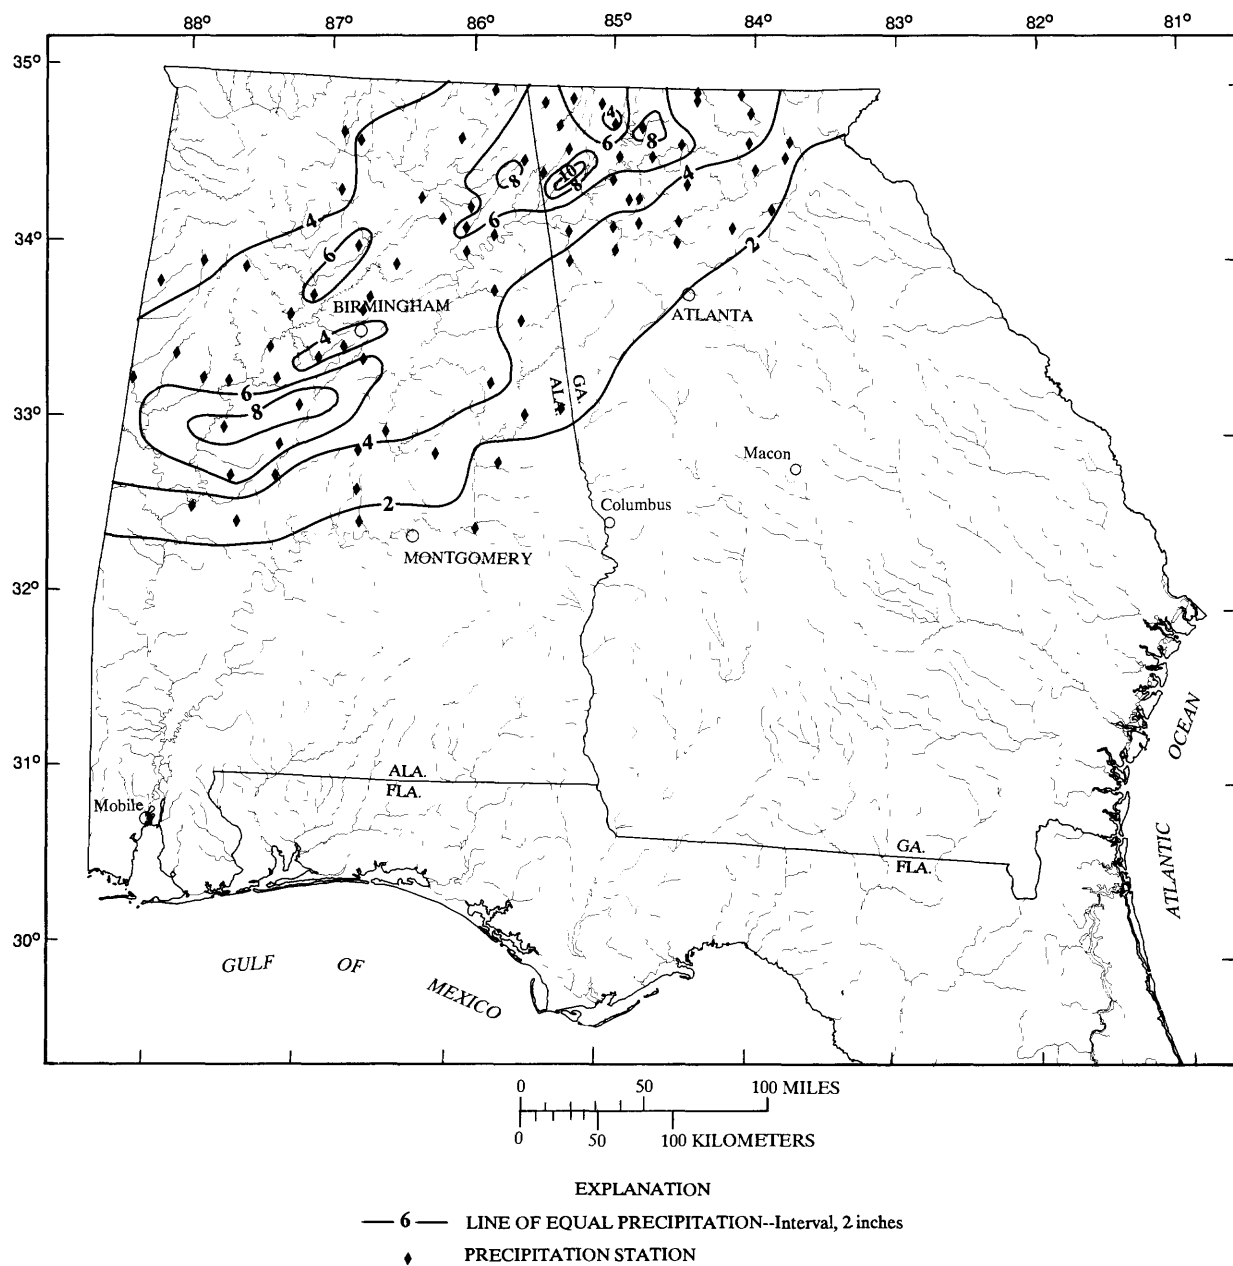 88° 87° 86° 85° 84° 83° 82° 81°
35°
4
8
6
10
8
8
4
4
6
34°
6
2
BIRMINGHAM
ATLANTA
4
GA.
ALA.
6
33°
8
4
Macon
2
Columbus
MONTGOMERY
32°
OCEAN
31°
ALA.
FLA.
Mobile
GA.
FLA.
ATLANTIC
30°
GULF OF MEXICO
0 50 100 MILES
0 50 100 KILOMETERS
EXPLANATION
6 LINE OF EQUAL PRECIPITATION--Interval, 2 inches
PRECIPITATION STATION